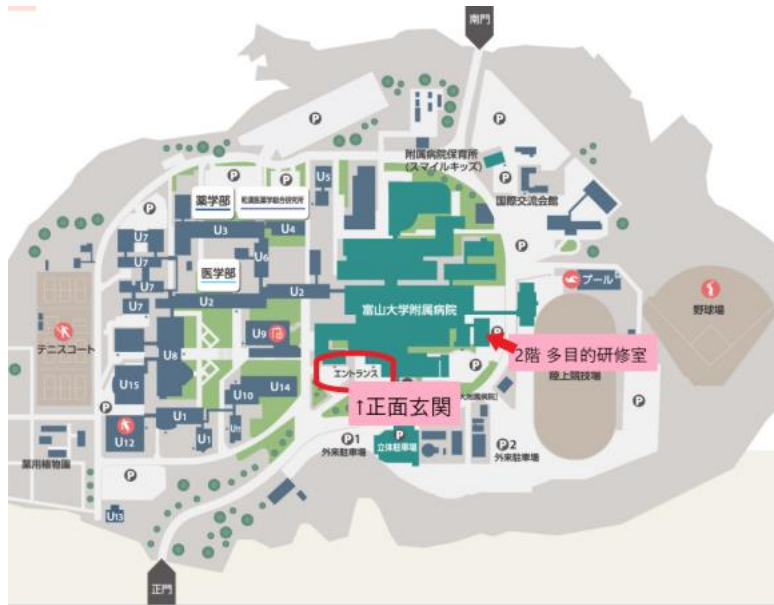 南門
P
附属病院保育所
(スマイルキッズ)
P
P
P
U5
薬学部
和漢医薬学総合研究所
国際交流会館
P
U3
U4
U7
U7
U7
U6
P
医学部
U2
U2
プール
野球場
富山大学附属病院
テニスコート
U9
P
2階 多目的研修室
U8
陸上競技場
エントランス
P
U15
U14
U10
大附属病院]
↑正面玄関
P
U1
U1
U11
U12
P1
外来駐車場
P
立体駐車場
P2
外来駐車場
薬用植物園
P
P
U13
正門